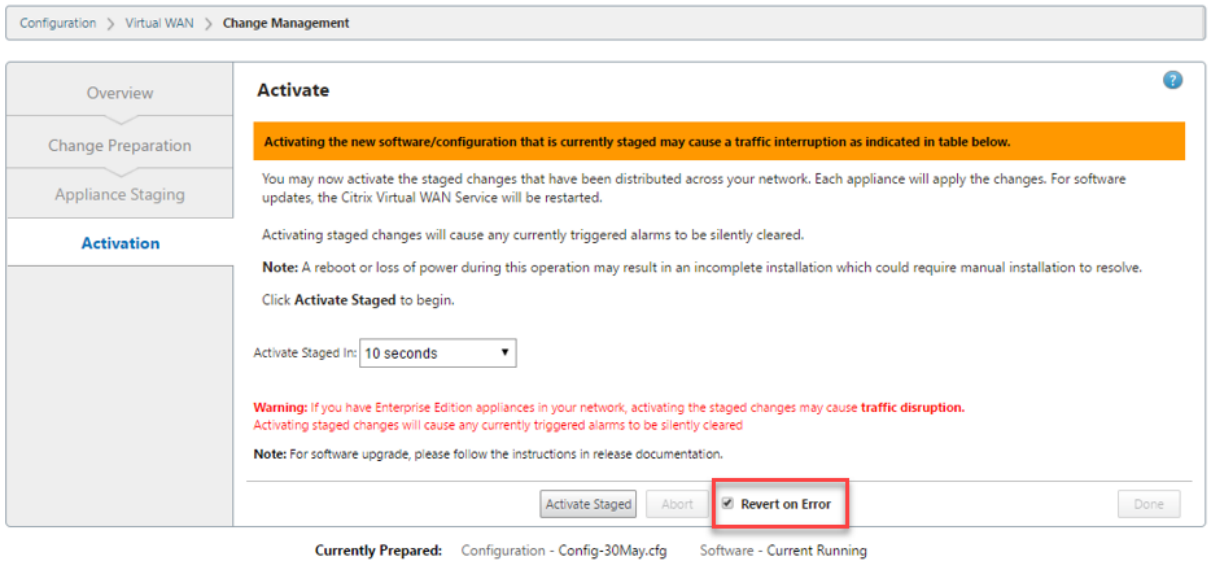 Configuration > Virtual WAN > Change Management
Overview
Change Preparation
Appliance Staging
Activation
Activate
?
Activating the new software/configuration that is currently staged may cause a traffic interruption as indicated in table below.
You may now activate the staged changes that have been distributed across your network. Each appliance will apply the changes. For software
updates, the Citrix Virtual WAN Service will be restarted.
Activating staged changes will cause any currently triggered alarms to be silently cleared.
Note: A reboot or loss of power during this operation may result in an incomplete installation which could require manual installation to resolve.
Click Activate Staged to begin.
Activate Staged In: 10 seconds
Warning: If you have Enterprise Edition appliances in your network, activating the staged changes may cause traffic disruption.
Activating staged changes will cause any currently triggered alarms to be silently cleared
Note: For software upgrade, please follow the instructions in release documentation.
Activate Staged Abort Revert on Error Done
Currently Prepared: Configuration - Config-30May.cfg Software - Current Running